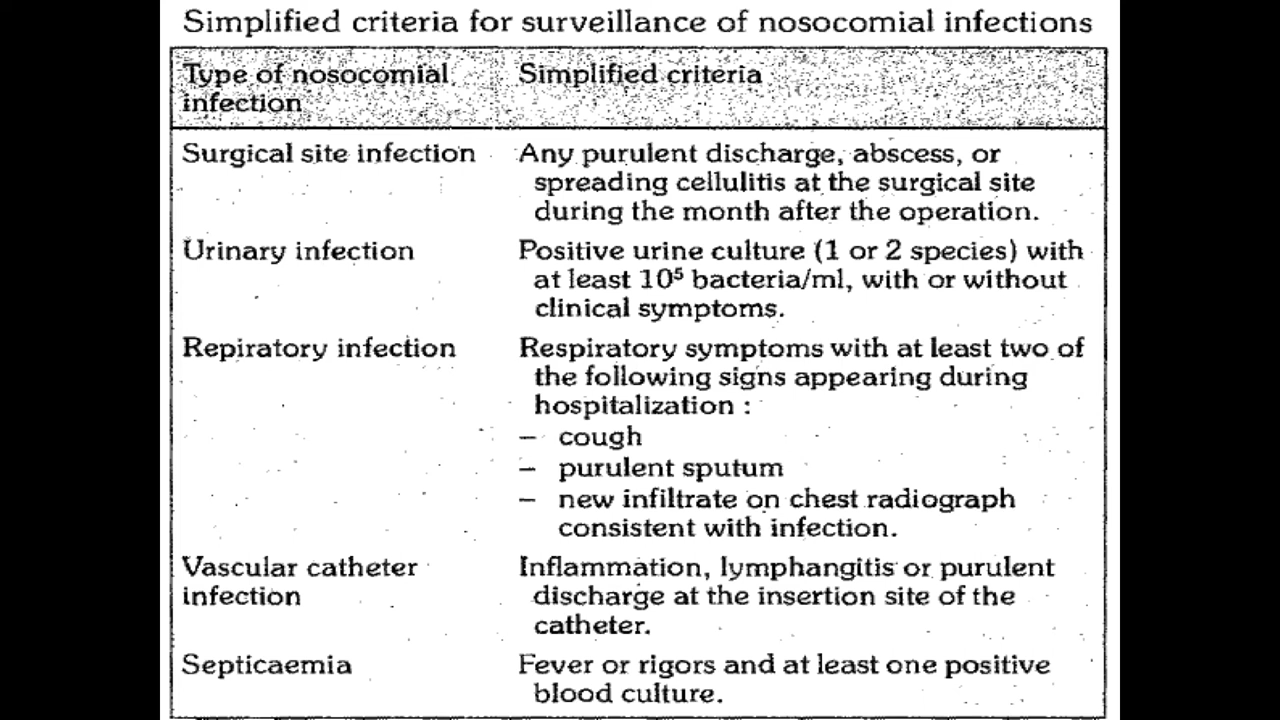 Simplified criteria for surveillance of nosocomial infections
Type of nosocomial infection
Simplified criteria
Surgical site infection
Any purulent discharge, abscess, or
spreading cellulitis at the surgical site
during the month after the operation.
Urinary infection
Positive urine culture (1 or 2 species) with
at least 10⁵ bacteria/ml, with or without
clinical symptoms.
Repiratory infection
Respiratory symptoms with at least two of
the following signs appearing during
hospitalization :
– cough
– purulent sputum
– new infiltrate on chest radiograph
consistent with infection.
Vascular catheter
infection
Inflammation, lymphangitis or purulent
discharge at the insertion site of the
catheter.
Septicaemia
Fever or rigors and at least one positive
blood culture.